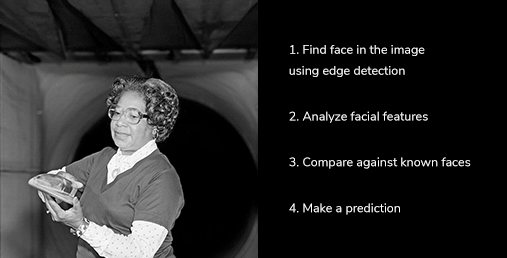 1. Find face in the image
using edge detection
2. Analyze facial features
3. Compare against known faces
4. Make a prediction